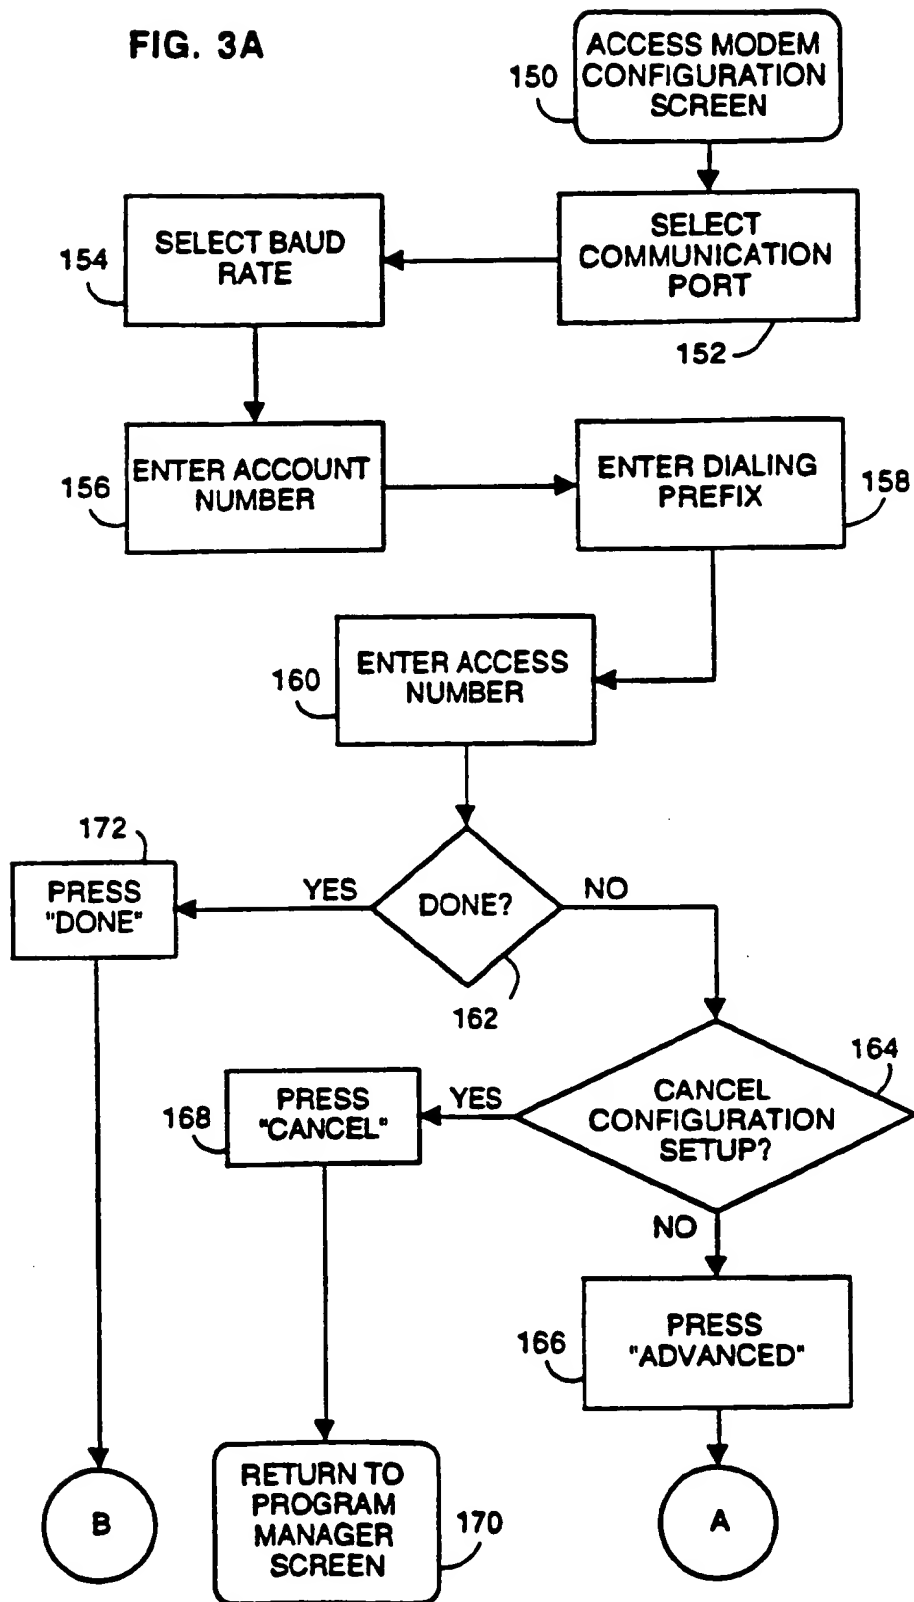 FIG. 3A
ACCESS MODEM
CONFIGURATION
SCREEN
150
SELECT
COMMUNICATION
PORT
152
SELECT BAUD
RATE
154
ENTER ACCOUNT
NUMBER
156
ENTER DIALING
PREFIX
158
ENTER ACCESS
NUMBER
160
DONE?
162
YES
NO
172
PRESS
"DONE"
164
CANCEL
CONFIGURATION
SETUP?
YES
NO
168
PRESS
"CANCEL"
166
PRESS
"ADVANCED"
B
RETURN TO
PROGRAM
MANAGER
SCREEN
170
A